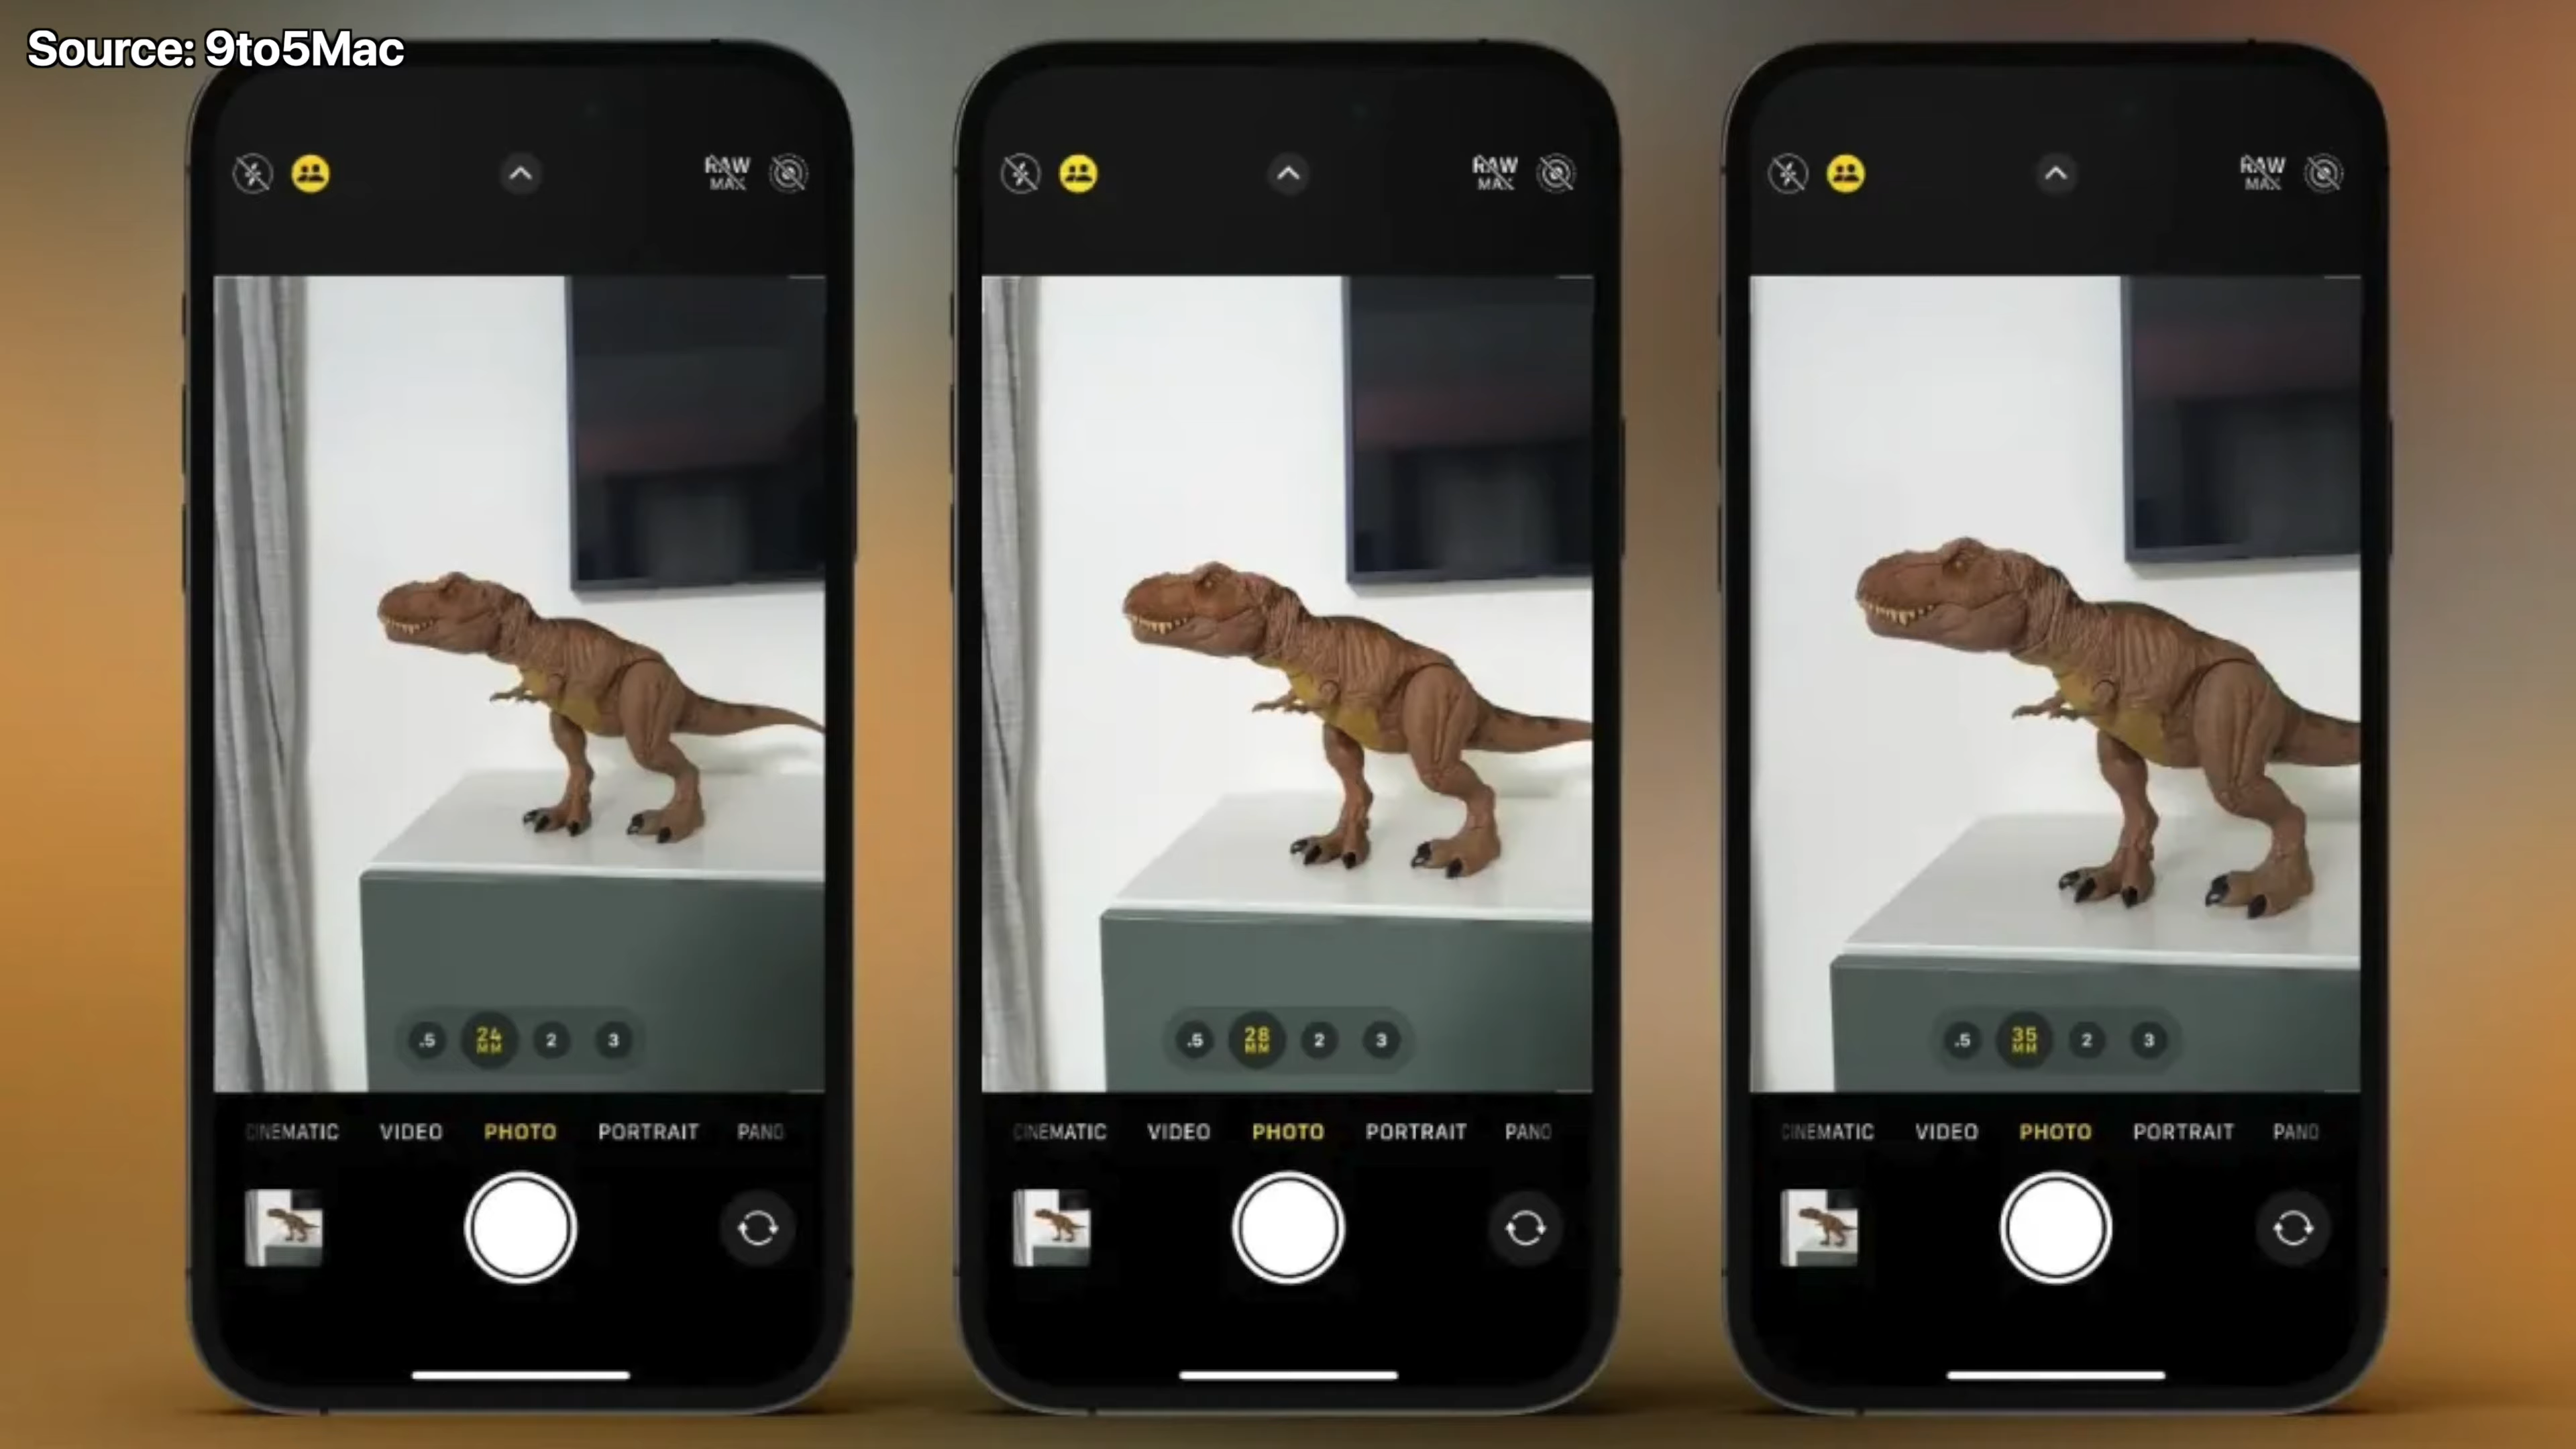 Source: 9to5Mac
RAW
MAX
.5
24
MM
2
3
CINEMATIC
VIDEO
PHOTO
PORTRAIT
PANO
RAW
MAX
.5
28
MM
2
3
CINEMATIC
VIDEO
PHOTO
PORTRAIT
PANO
RAW
MAX
.5
35
MM
2
3
CINEMATIC
VIDEO
PHOTO
PORTRAIT
PANO